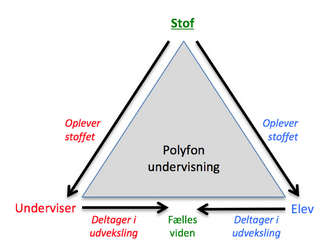 Stof
Oplever
stoffet
Oplever
stoffet
Polyfon
undervisning
Underviser
Elev
Deltager i
udveksling
Fælles
viden
Deltager i
udveksling